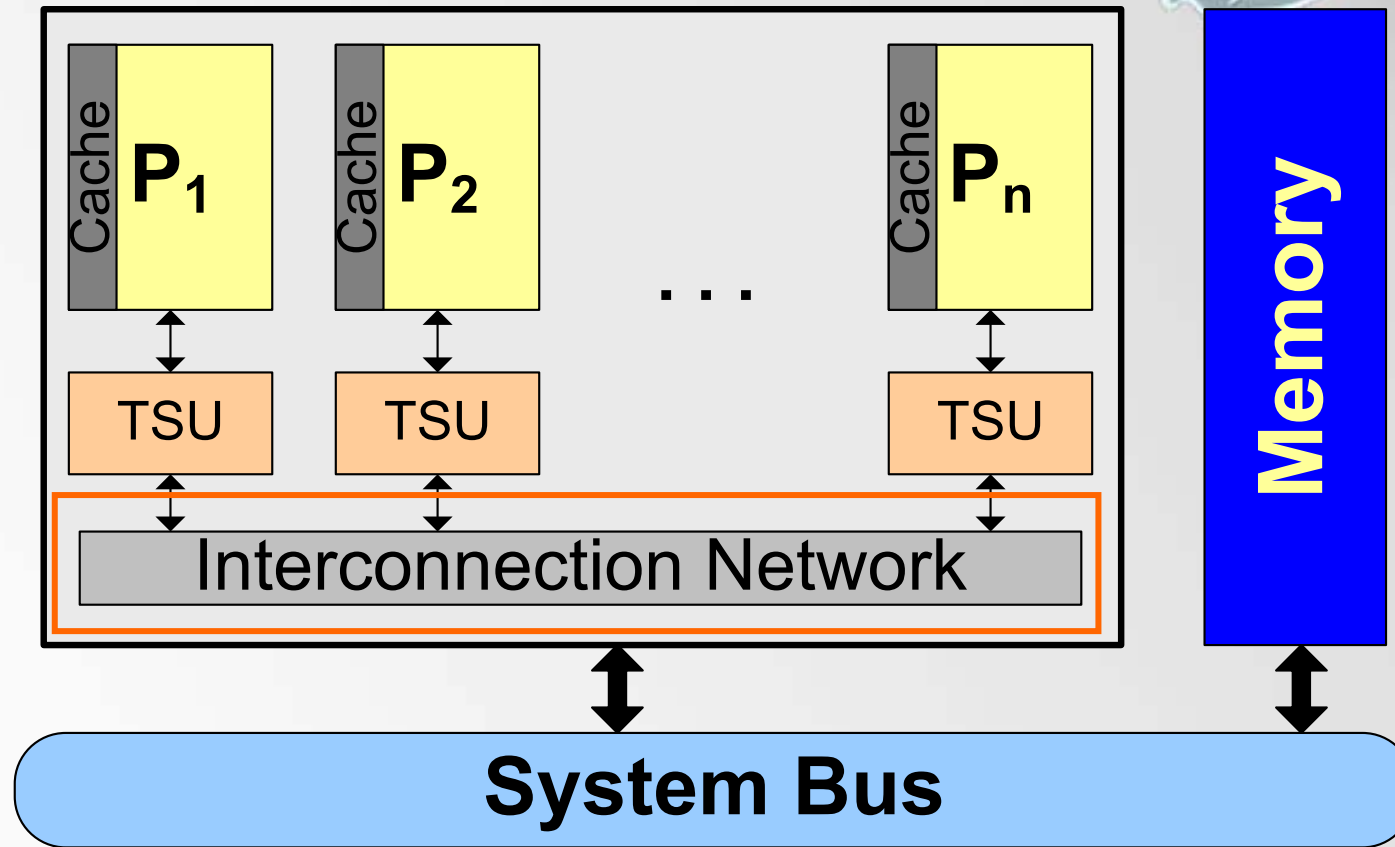 Cache
P₁
Cache
P₂
. . .
Cache
Pₙ
Memory
TSU
TSU
TSU
Interconnection Network
System Bus